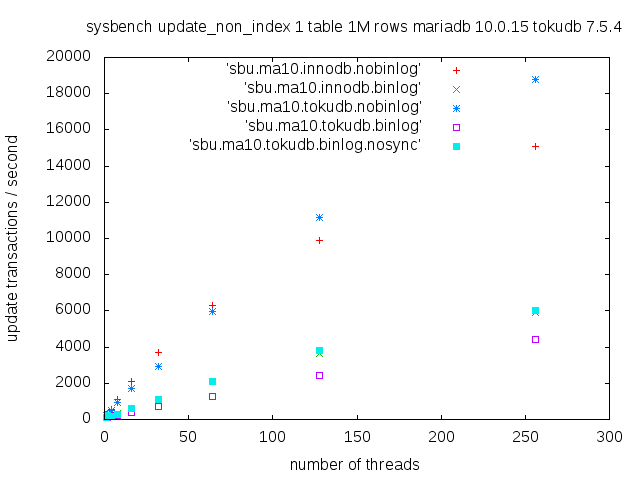 sysbench update_non_index 1 table 1M rows mariadb 10.0.15 tokudb 7.5.4
20000
18000
16000
14000
12000
10000
8000
6000
4000
2000
0
update transactions / second
'sbu.ma10.innodb.nobinlog'
'sbu.ma10.innodb.binlog'
'sbu.ma10.tokudb.nobinlog'
'sbu.ma10.tokudb.binlog'
'sbu.ma10.tokudb.binlog.nosync'
0 50 100 150 200 250 300
number of threads